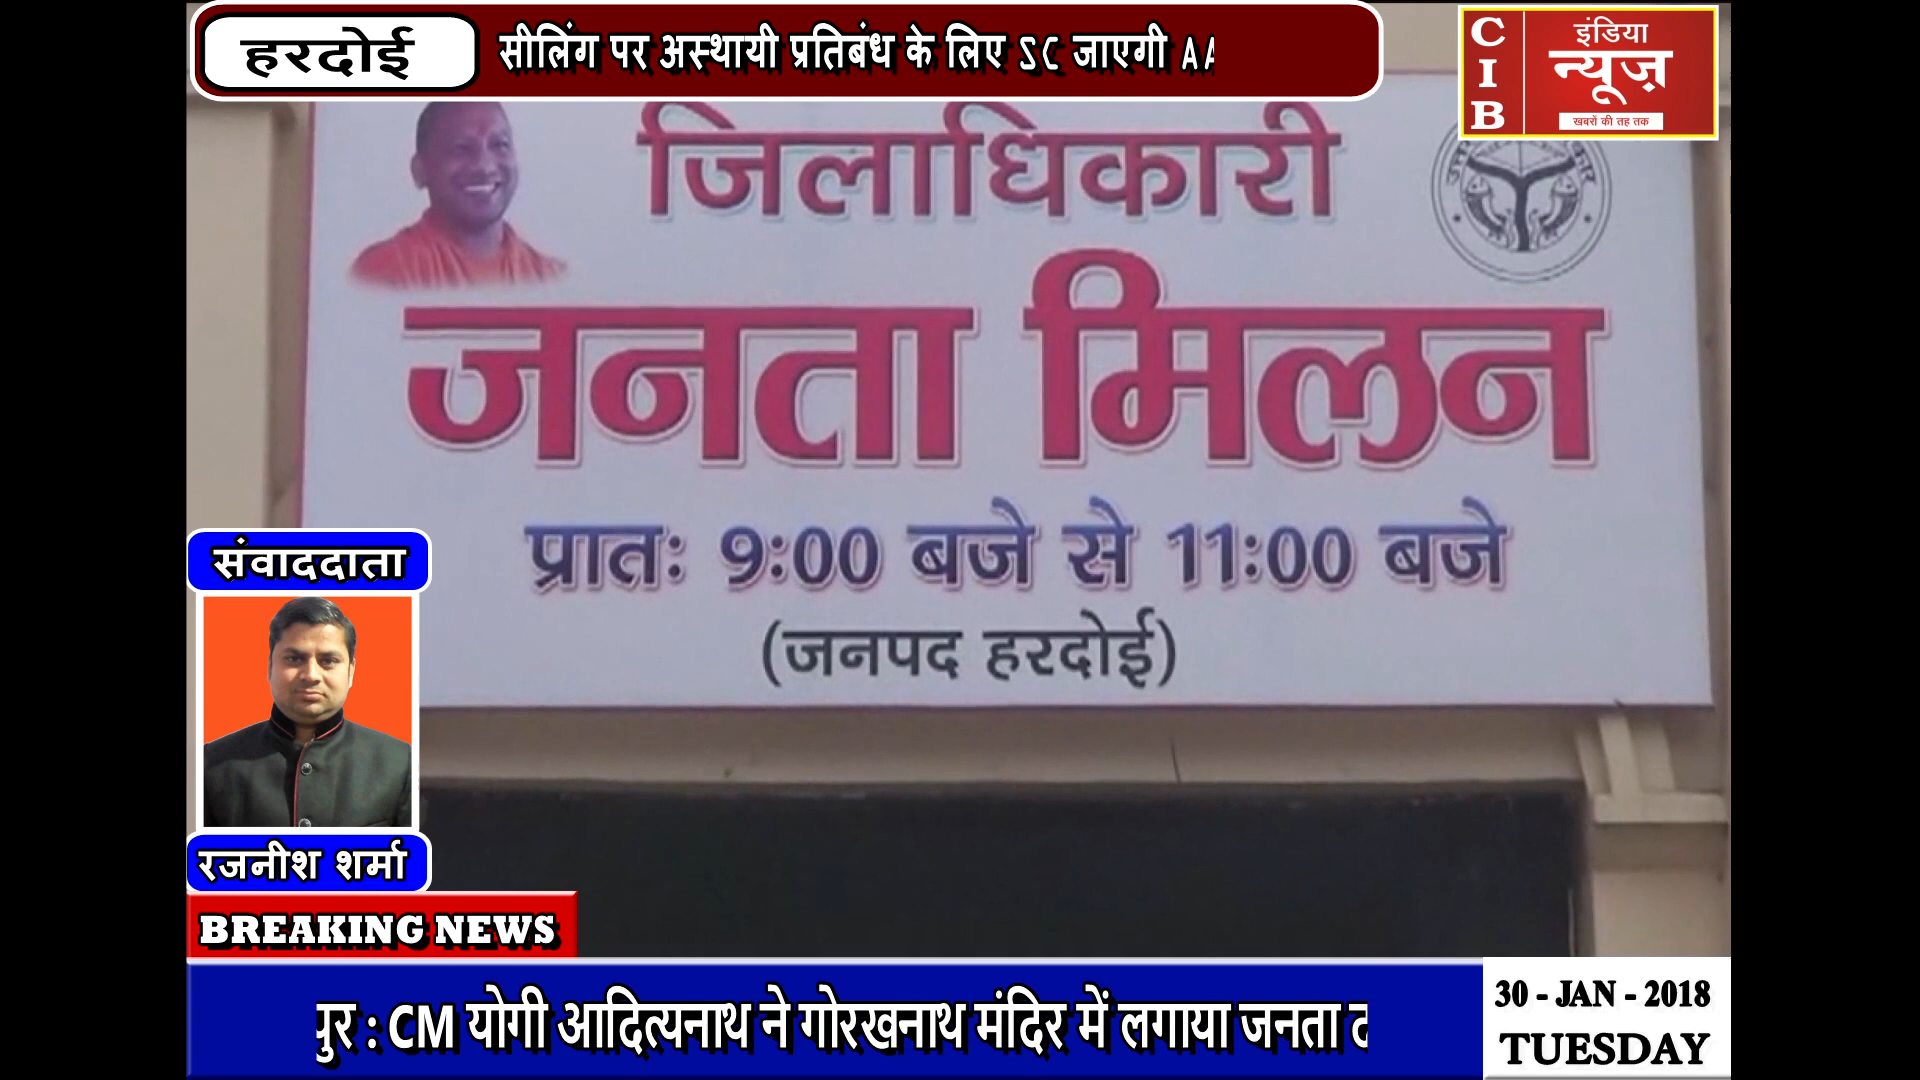 हरदोई
सीलिंग पर अस्थायी प्रतिबंध के लिए SC जाएगी
CIB
इंडिया
न्यूज़
खबरों की तह तक
जिलाधिकारी
जनता मिलन
प्रातः 9:00 बजे से 11:00 बजे
(जनपद हरदोई)
संवाददाता
रजनीश शर्मा
BREAKING NEWS
पुर : CM योगी आदित्यनाथ ने गोरखनाथ मंदिर में लगाया जनता
30 - JAN - 2018
TUESDAY